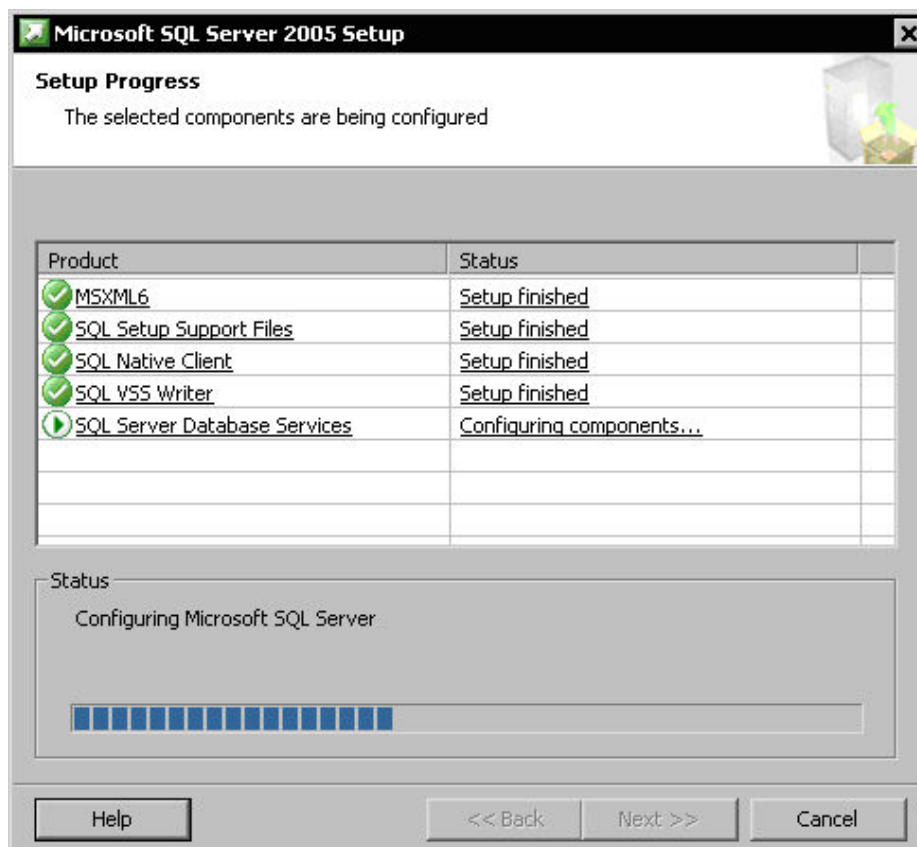 Microsoft SQL Server 2005 Setup
Setup Progress
The selected components are being configured
Product Status
MSXML6 Setup finished
SQL Setup Support Files Setup finished
SQL Native Client Setup finished
SQL VSS Writer Setup finished
SQL Server Database Services Configuring components...
Status
Configuring Microsoft SQL Server
Help << Back Next >> Cancel